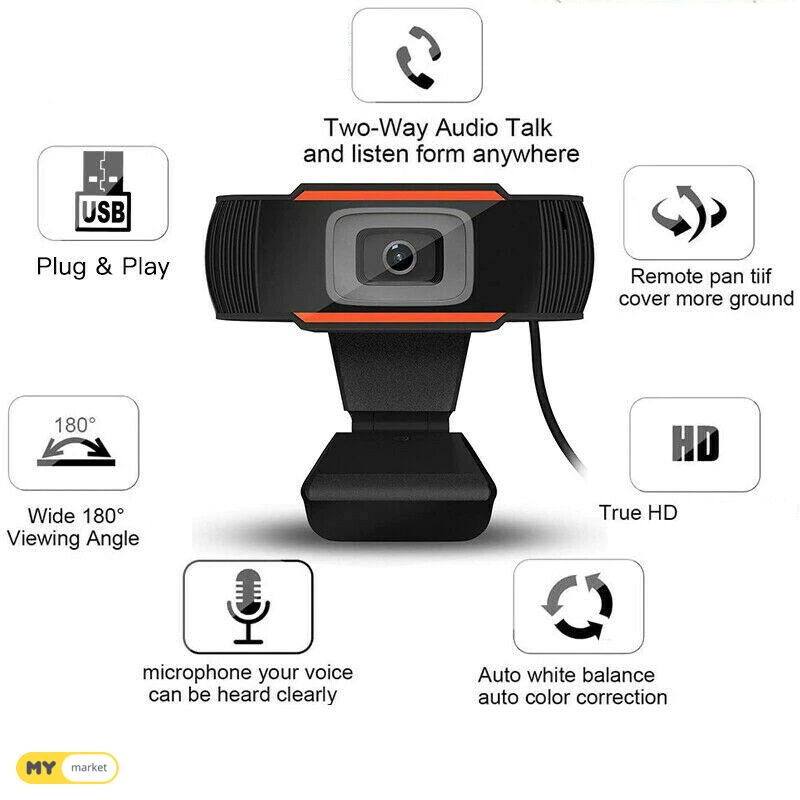 Two-Way Audio Talk
and listen form anywhere
USB
Plug & Play
Remote pan tiif
cover more ground
180°
Wide 180°
Viewing Angle
HD
True HD
microphone your voice
can be heard clearly
Auto white balance
auto color correction
MY market